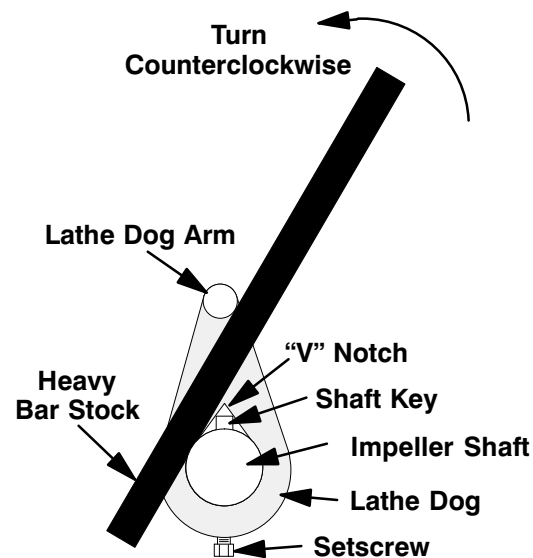 Turn
Counterclockwise
Lathe Dog Arm
“V” Notch
Heavy
Bar Stock
Shaft Key
Impeller Shaft
Lathe Dog
Setscrew